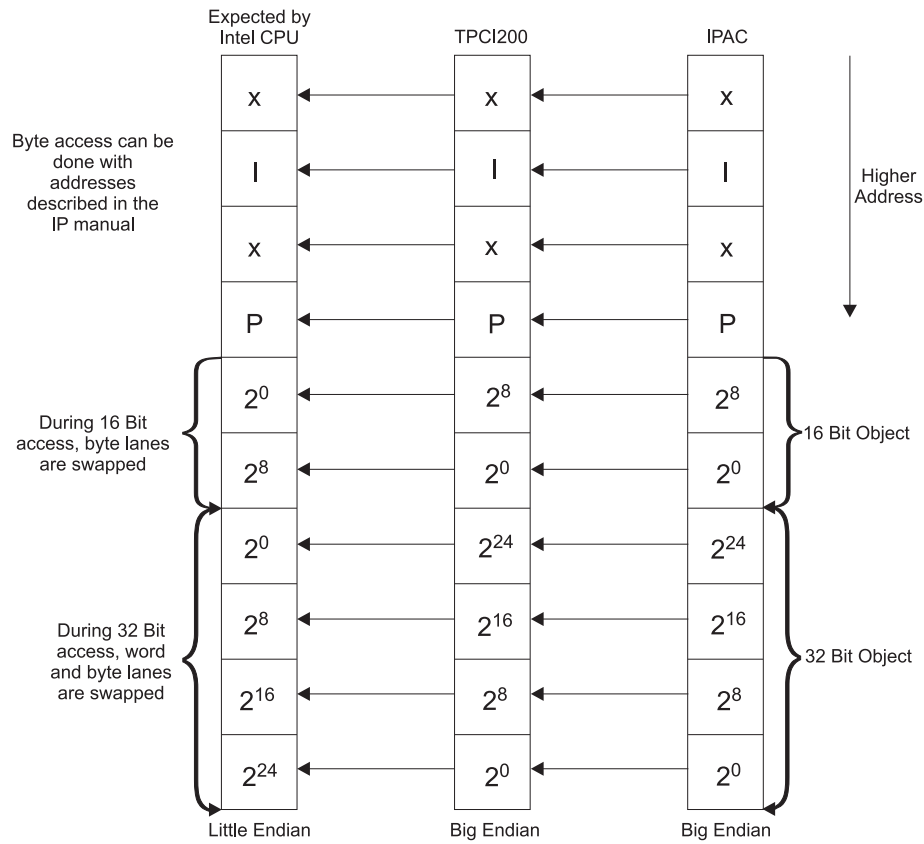 Expected by
Intel CPU
TPCI200
IPAC
x
x
x
Byte access can be
done with
addresses
described in the
IP manual
I
I
I
Higher
Address
x
x
x
P
P
P
During 16 Bit
access, byte lanes
are swapped
2⁰
2⁸
2⁸
16 Bit Object
2⁸
2⁰
2⁰
2⁰
2²⁴
2²⁴
During 32 Bit
access, word
and byte lanes
are swapped
2⁸
2¹⁶
2¹⁶
32 Bit Object
2¹⁶
2⁸
2⁸
2²⁴
2⁰
2⁰
Little Endian
Big Endian
Big Endian